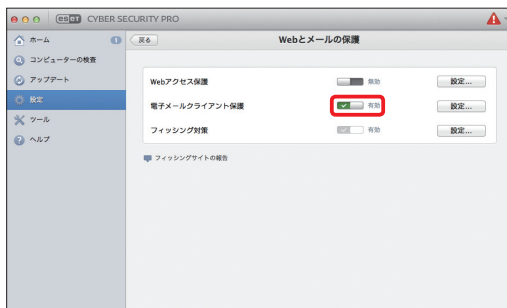 eset CYBER SECURITY PRO
ホーム 1
コンピューターの検査
アップデート
設定
ツール
ヘルプ
戻る Webとメールの保護
Webアクセス保護 無効 設定...
電子メールクライアント保護 有効 設定...
フィッシング対策 有効 設定...
フィッシングサイトの報告